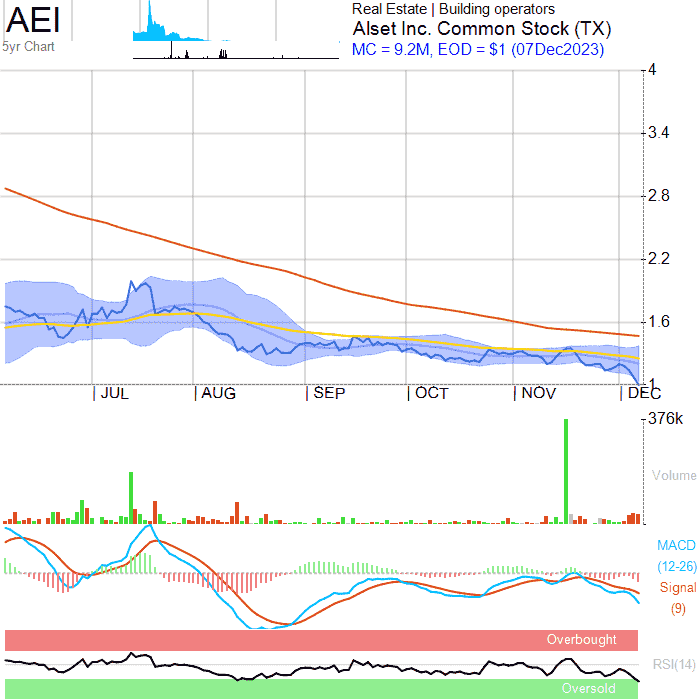 AEI
5yr Chart
Real Estate | Building operators
Alset Inc. Common Stock (TX)
MC = 9.2M, EOD = $1 (07Dec2023)
4
3.4
2.8
2.2
1.6
1
| JUL | AUG | SEP | OCT | NOV | DEC
376k
Volume
MACD
(12-26)
Signal
(9)
Overbought
RSI(14)
Oversold